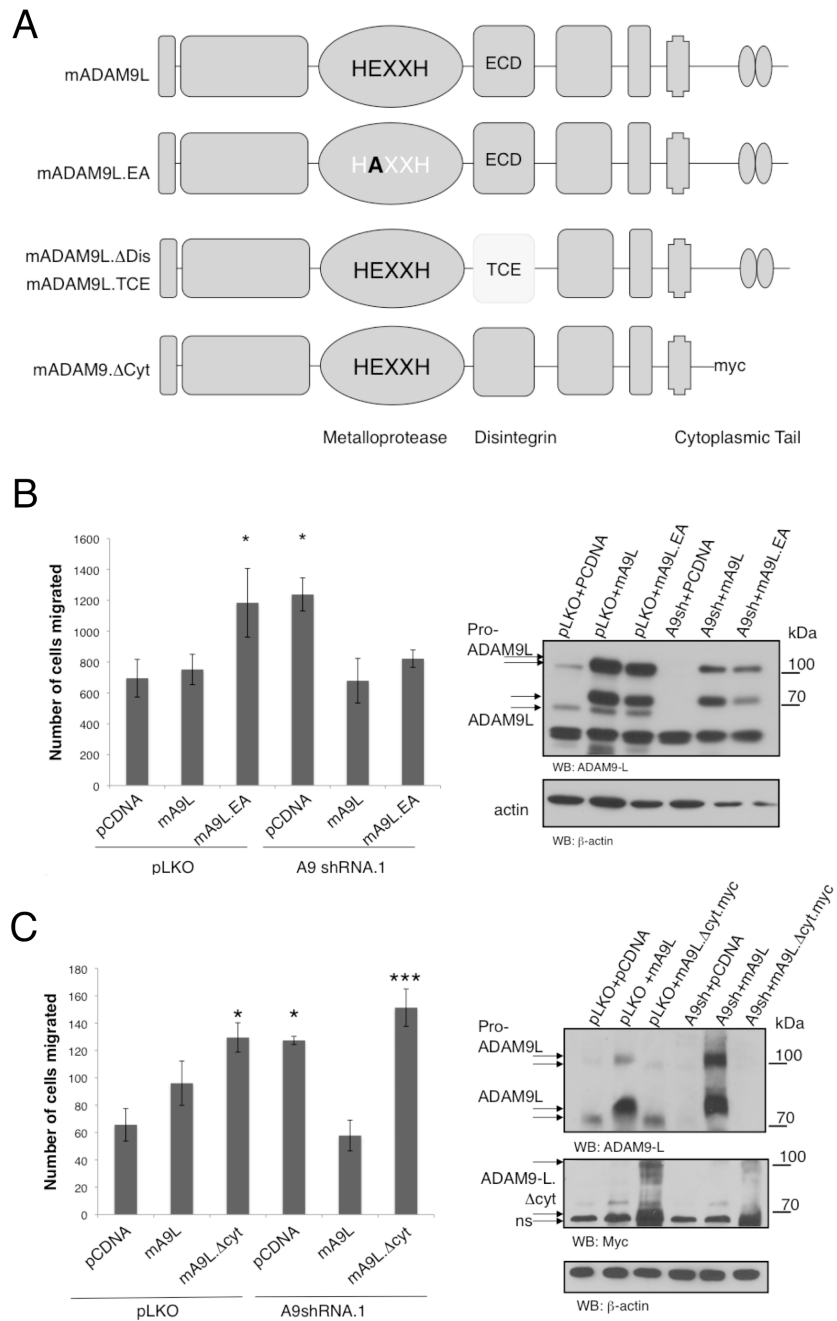 A
mADAM9L
HEXXH
ECD
mADAM9L.EA
HAXXH
ECD
mADAM9L.ΔDis
mADAM9L.TCE
HEXXH
TCE
mADAM9.ΔCyt
HEXXH
myc
Metalloprotease
Disintegrin
Cytoplasmic Tail
B
Number of cells migrated
1600
1400
1200
1000
800
600
400
200
0
*
*
pCDNA
mA9L
mA9L.EA
pCDNA
mA9L
mA9L.EA
pLKO
A9 shRNA.1
pLKO+PCDNA
pLKO+mA9L
pLKO+mA9L.EA
A9sh+PCDNA
A9sh+mA9L
A9sh+mA9L.EA
Pro-
ADAM9L
ADAM9L
kDa
100
70
WB: ADAM9-L
actin
WB: β-actin
C
Number of cells migrated
180
160
140
120
100
80
60
40
20
0
*
*
***
pCDNA
mA9L
mA9L.Δcyt
pCDNA
mA9L
mA9L.Δcyt
pLKO
A9shRNA.1
pLKO+pCDNA
pLKO +mA9L
pLKO+mA9L.Δcyt.myc
A9sh+pCDNA
A9sh+mA9L
A9sh+mA9L.Δcyt.myc
Pro-
ADAM9L
ADAM9L
kDa
100
70
WB: ADAM9-L
ADAM9-L.
Δcyt
ns
100
70
WB: Myc
WB: β-actin